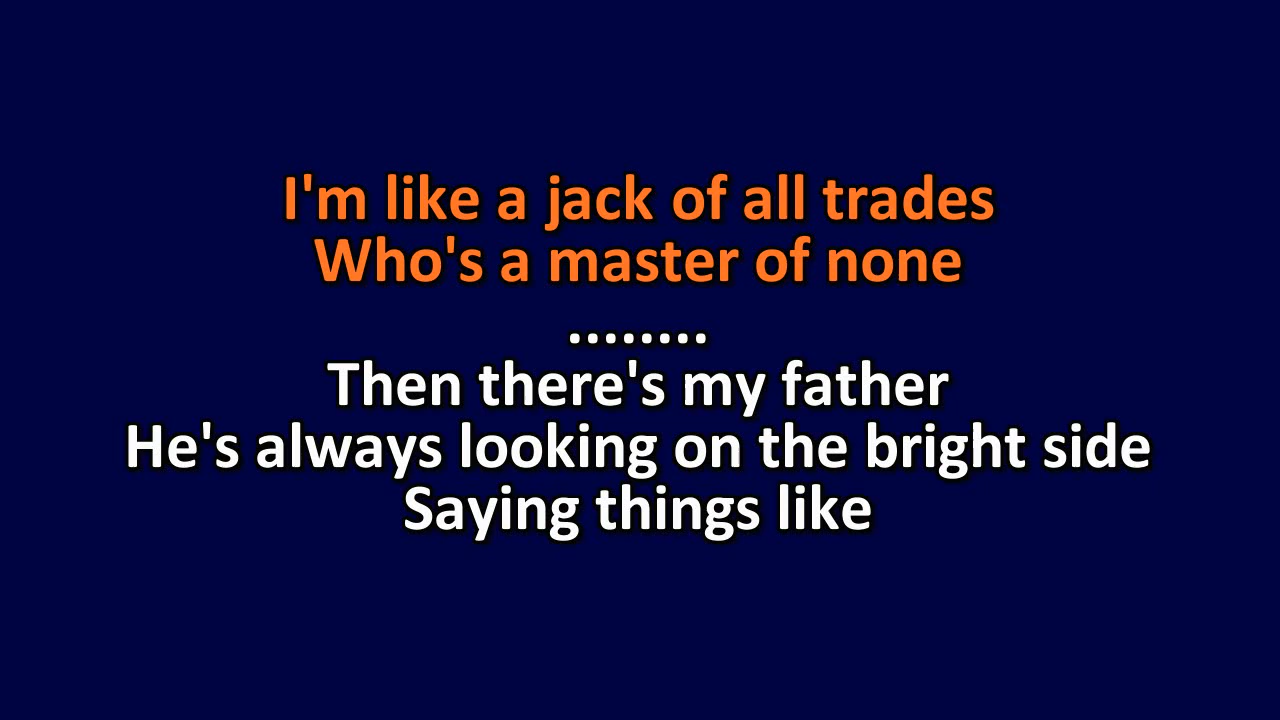 I'm like a jack of all trades
Who's a master of none
........
Then there's my father
He's always looking on the bright side
Saying things like